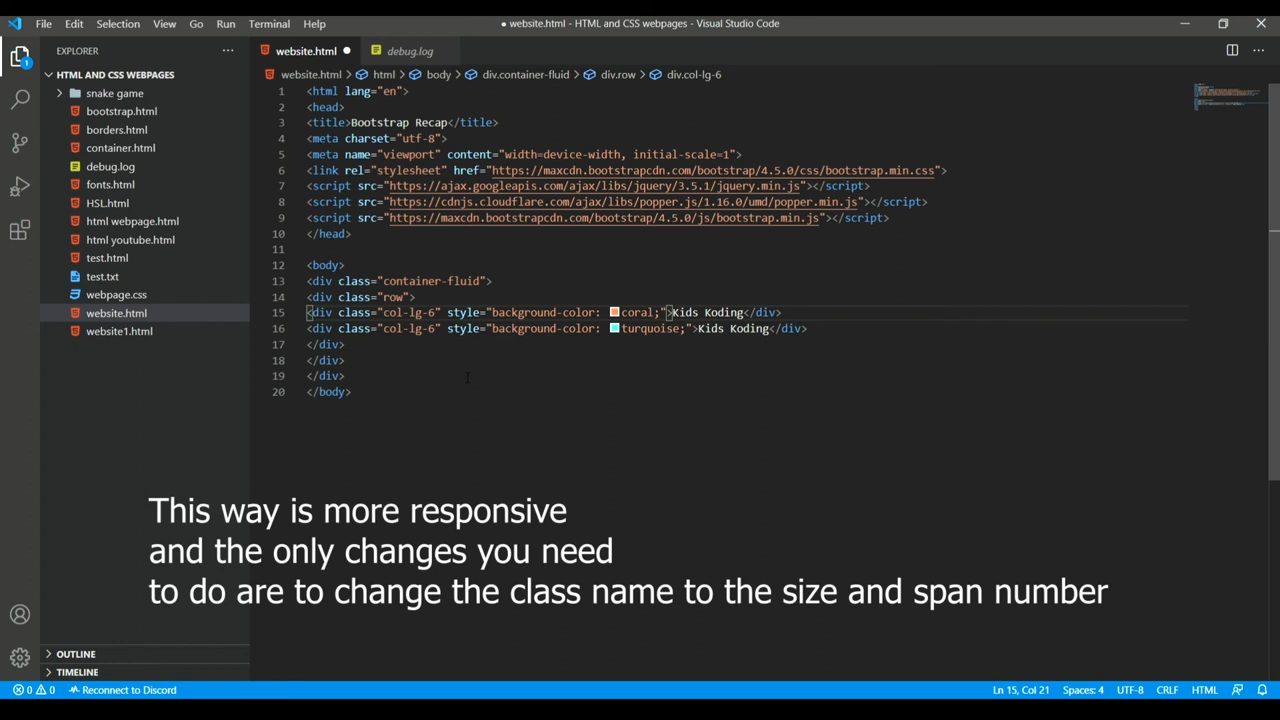 File Edit Selection View Go Run Terminal Help
● website.html - HTML and CSS webpages - Visual Studio Code
EXPLORER ...
website.html ●
debug.log
HTML AND CSS WEBPAGES
website.html > html > body > div.container-fluid > div.row > div.col-lg-6
snake game
bootstrap.html
borders.html
container.html
debug.log
fonts.html
HSL.html
html webpage.html
html youtube.html
test.html
test.txt
webpage.css
website.html
website1.html
1 <html lang="en">
2 <head>
3 <title>Bootstrap Recap</title>
4 <meta charset="utf-8">
5 <meta name="viewport" content="width=device-width, initial-scale=1">
6 <link rel="stylesheet" href="https://maxcdn.bootstrapcdn.com/bootstrap/4.5.0/css/bootstrap.min.css">
7 <script src="https://ajax.googleapis.com/ajax/libs/jquery/3.5.1/jquery.min.js"></script>
8 <script src="https://cdnjs.cloudflare.com/ajax/libs/popper.js/1.16.0/umd/popper.min.js"></script>
9 <script src="https://maxcdn.bootstrapcdn.com/bootstrap/4.5.0/js/bootstrap.min.js"></script>
10 </head>
11
12 <body>
13 <div class="container-fluid">
14 <div class="row">
15 <div class="col-lg-6" style="background-color: coral;">Kids Koding</div>
16 <div class="col-lg-6" style="background-color: turquoise;">Kids Koding</div>
17 </div>
18 </div>
19 </div>
20 </body>
This way is more responsive
and the only changes you need
to do are to change the class name to the size and span number
OUTLINE
TIMELINE
1
0 0 Reconnect to Discord
Ln 15, Col 21 Spaces: 4 UTF-8 CRLF HTML